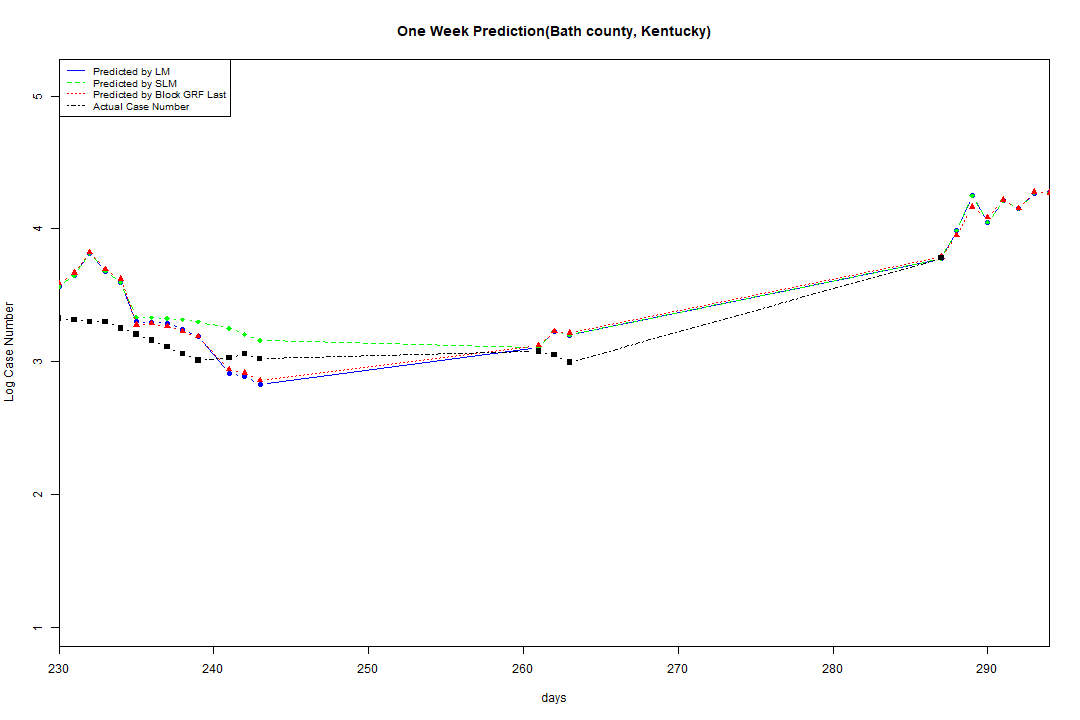 One Week Prediction(Bath county, Kentucky)
Predicted by LM
Predicted by SLM
Predicted by Block GRF Last
Actual Case Number
5
4
3
2
1
Log Case Number
230 240 250 260 270 280 290
days